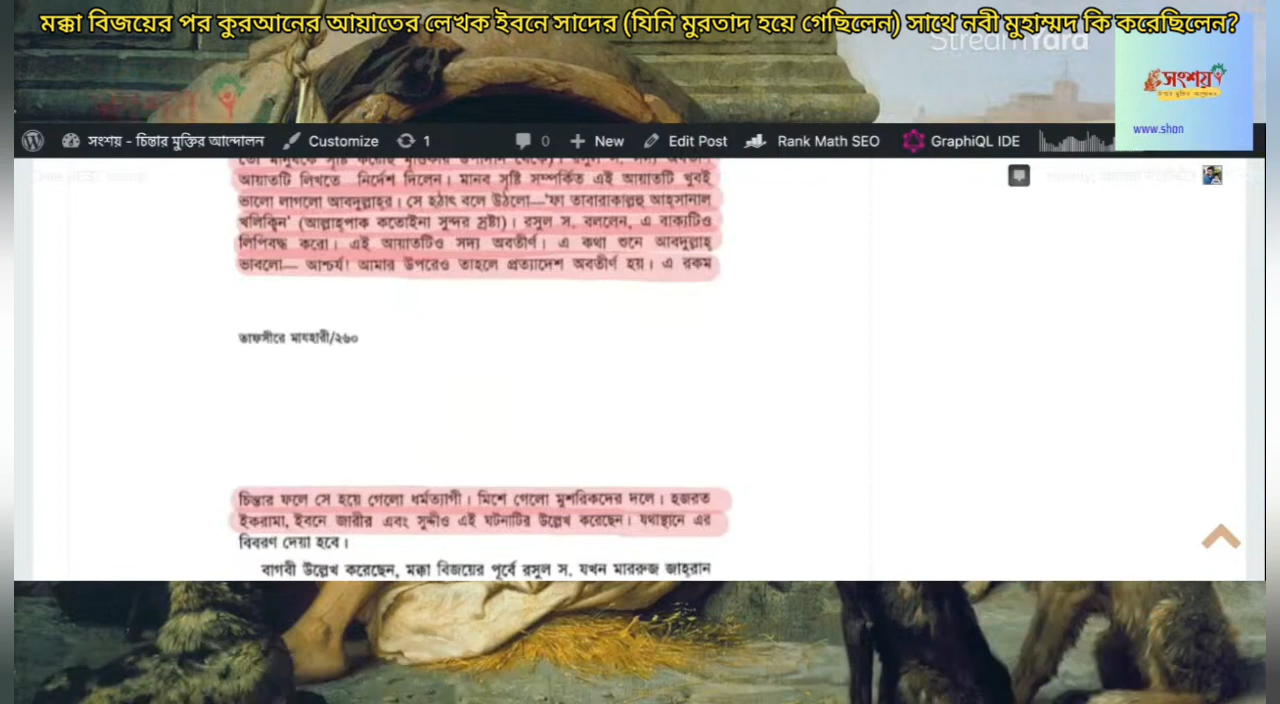 মক্কা বিজয়ের পর কুরআনের আয়াতের লেখক ইবনে সাদের (যিনি মুরতাদ হয়ে গেছিলেন) সাথে নবী মুহাম্মদ কি করেছিলেন?
StreamYard
সংশয়
www.shon
সংশয় - চিন্তার মুক্তির আন্দোলন Customize 1 0 New Edit Post Rank Math SEO GraphiQL IDE
আয়াতটি লিখতে নির্দেশ দিলেন। মানব সৃষ্টি সম্পর্কিত এই আয়াতটি খুবই
ভালো লাগলো আবদুল্লাহ্‌র। সে হঠাৎ বলে উঠলো—‘ফা তাবারাকাল্লহু আহ্‌সানাল
খলিক্বিন’ (আল্লাহ্‌পাক কতোইনা সুন্দর স্রষ্টা)। রসুল স. বললেন, এ বাক্যটিও
লিপিবদ্ধ করো। এই আয়াতটিও সদ্য অবতীর্ণ। এ কথা শুনে আবদুল্লাহ্‌
ভাবলো— আশ্চর্য! আমার উপরেও তাহলে প্রত্যাদেশ অবতীর্ণ হয়। এ রকম
তাফসীরে মাযহারী/২৬০
চিন্তার ফলে সে হয়ে গেলো ধর্মত্যাগী। মিশে গেলো মুশরিকদের দলে। হজরত
ইকরামা, ইবনে জারীর এবং সুদ্দীও এই ঘটনাটির উল্লেখ করেছেন। যথাস্থানে এর
বিবরণ দেয়া হবে।
বাগবী উল্লেখ করেছেন, মক্কা বিজয়ের পূর্বে রসুল স. যখন মাররুজ জাহ্‌রান